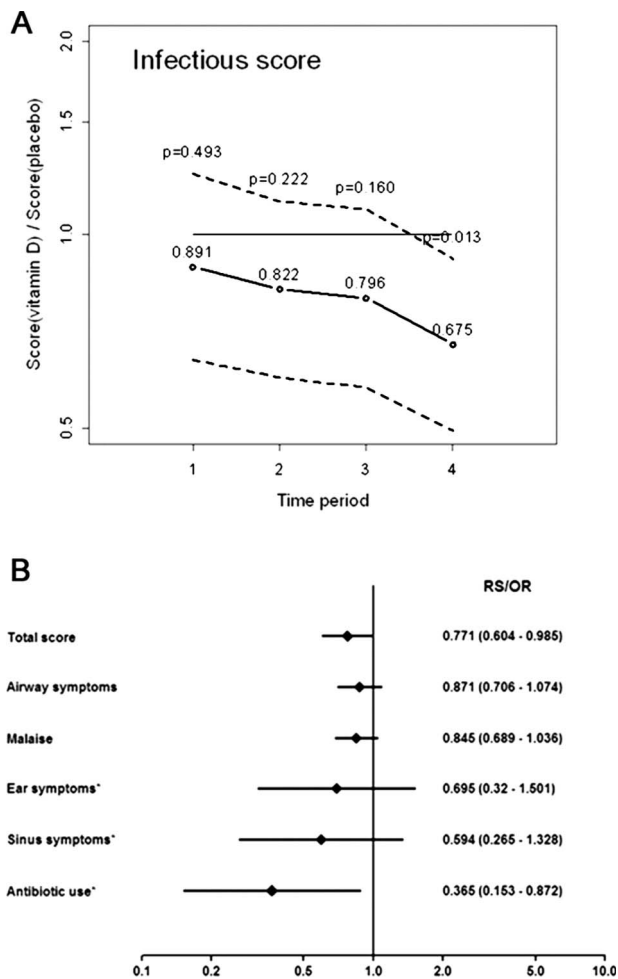 A
Infectious score
Score(vitamin D) / Score(placebo)
2.0
1.5
1.0
0.5
p=0.493
p=0.222
p=0.160
p=0.013
0.891
0.822
0.796
0.675
1 2 3 4
Time period
B
RS/OR
Total score 0.771 (0.604 - 0.985)
Airway symptoms 0.871 (0.706 - 1.074)
Malaise 0.845 (0.689 - 1.036)
Ear symptoms* 0.695 (0.32 - 1.501)
Sinus symptoms* 0.594 (0.265 - 1.328)
Antibiotic use* 0.365 (0.153 - 0.872)
0.1 0.2 0.5 1.0 2.0 5.0 10.0